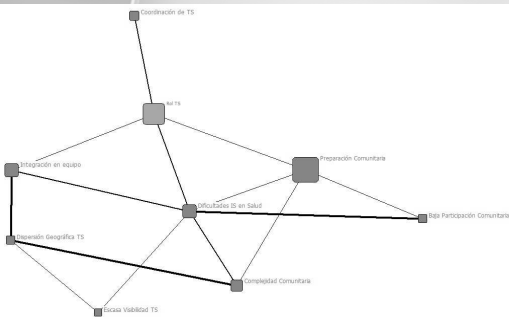 Coordinación de TS
Rol TS
Preparación Comunitaria
Integración en equipo
Dificultades IS en Salud
Baja Participación Comunitaria
Dispersión Geográfica TS
Complejidad Comunitaria
Escasa Visibilidad TS